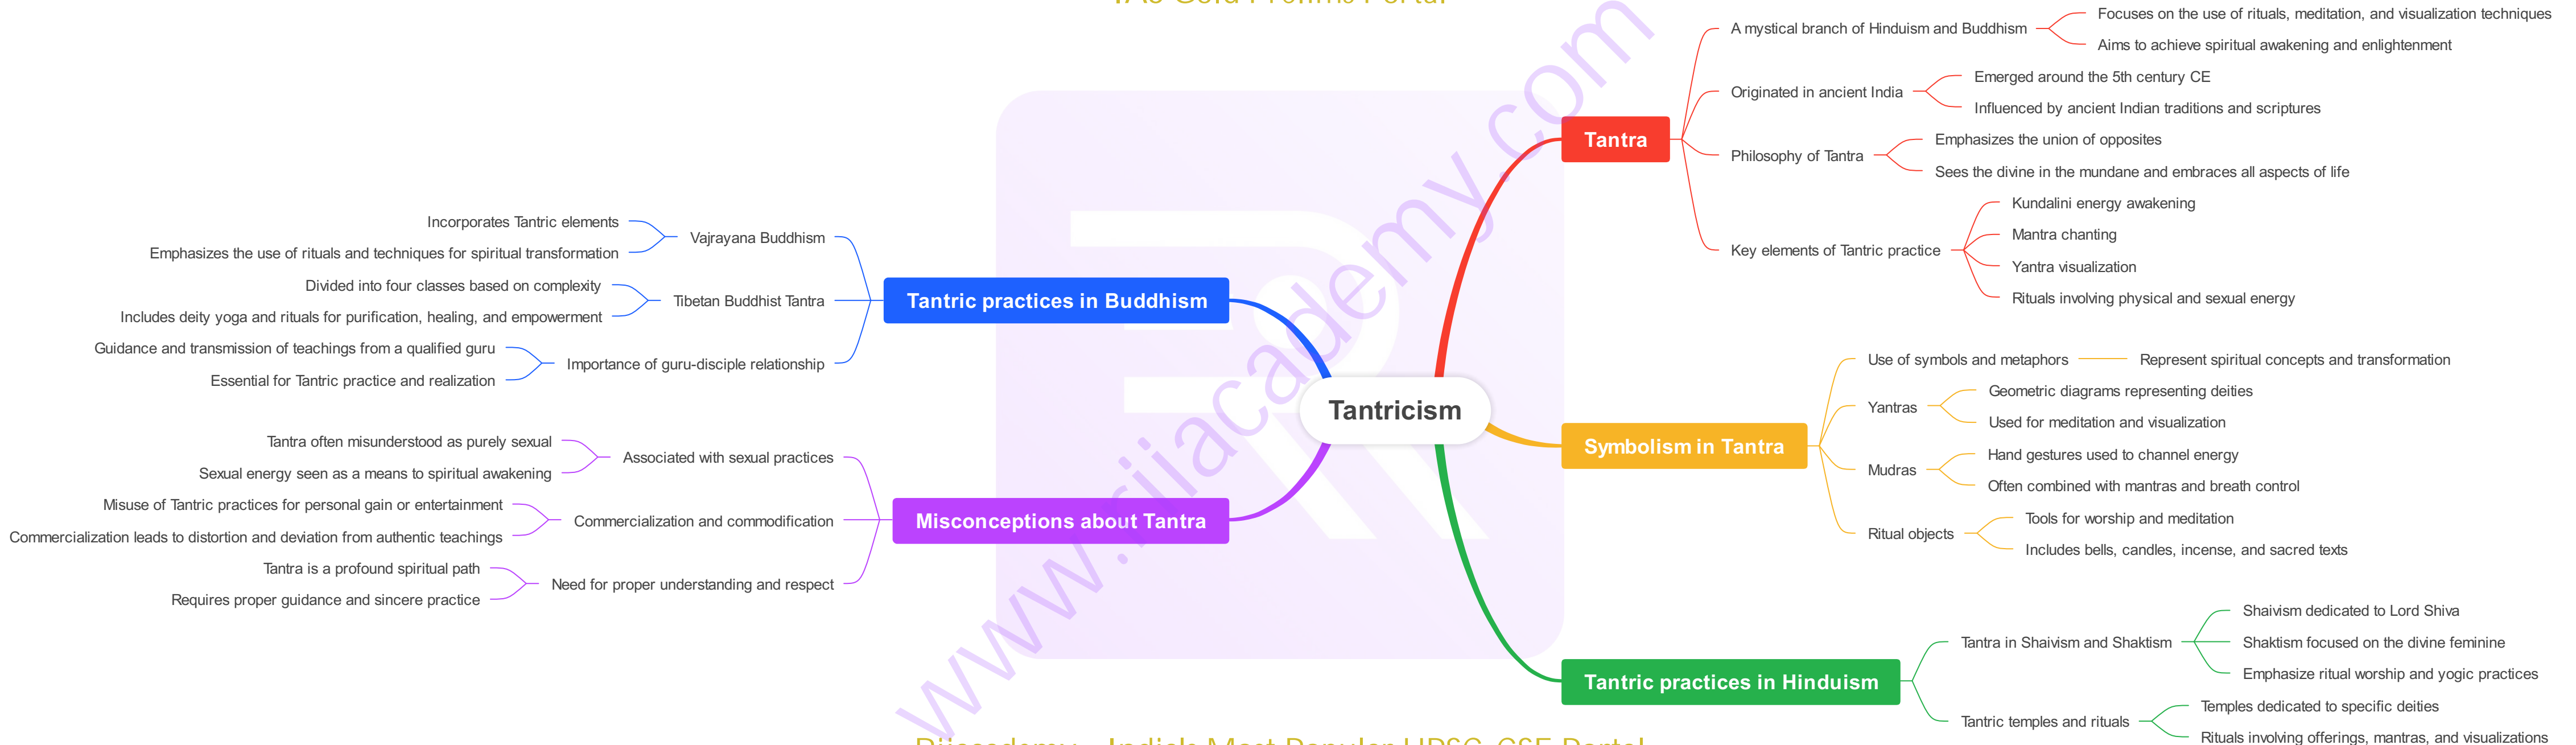 IAS Gold Prelims Portal
Tantricism
Tantra
A mystical branch of Hinduism and Buddhism
Focuses on the use of rituals, meditation, and visualization techniques
Aims to achieve spiritual awakening and enlightenment
Originated in ancient India
Emerged around the 5th century CE
Influenced by ancient Indian traditions and scriptures
Philosophy of Tantra
Emphasizes the union of opposites
Sees the divine in the mundane and embraces all aspects of life
Key elements of Tantric practice
Kundalini energy awakening
Mantra chanting
Yantra visualization
Rituals involving physical and sexual energy
Symbolism in Tantra
Use of symbols and metaphors
Represent spiritual concepts and transformation
Yantras
Geometric diagrams representing deities
Used for meditation and visualization
Mudras
Hand gestures used to channel energy
Often combined with mantras and breath control
Ritual objects
Tools for worship and meditation
Includes bells, candles, incense, and sacred texts
Tantric practices in Hinduism
Tantra in Shaivism and Shaktism
Shaivism dedicated to Lord Shiva
Shaktism focused on the divine feminine
Emphasize ritual worship and yogic practices
Tantric temples and rituals
Temples dedicated to specific deities
Rituals involving offerings, mantras, and visualizations
Tantric practices in Buddhism
Vajrayana Buddhism
Incorporates Tantric elements
Emphasizes the use of rituals and techniques for spiritual transformation
Tibetan Buddhist Tantra
Divided into four classes based on complexity
Includes deity yoga and rituals for purification, healing, and empowerment
Importance of guru-disciple relationship
Guidance and transmission of teachings from a qualified guru
Essential for Tantric practice and realization
Misconceptions about Tantra
Associated with sexual practices
Tantra often misunderstood as purely sexual
Sexual energy seen as a means to spiritual awakening
Commercialization and commodification
Misuse of Tantric practices for personal gain or entertainment
Commercialization leads to distortion and deviation from authentic teachings
Need for proper understanding and respect
Tantra is a profound spiritual path
Requires proper guidance and sincere practice
www.rijacademy.com
India's Most Popular UPSC CSE Portal